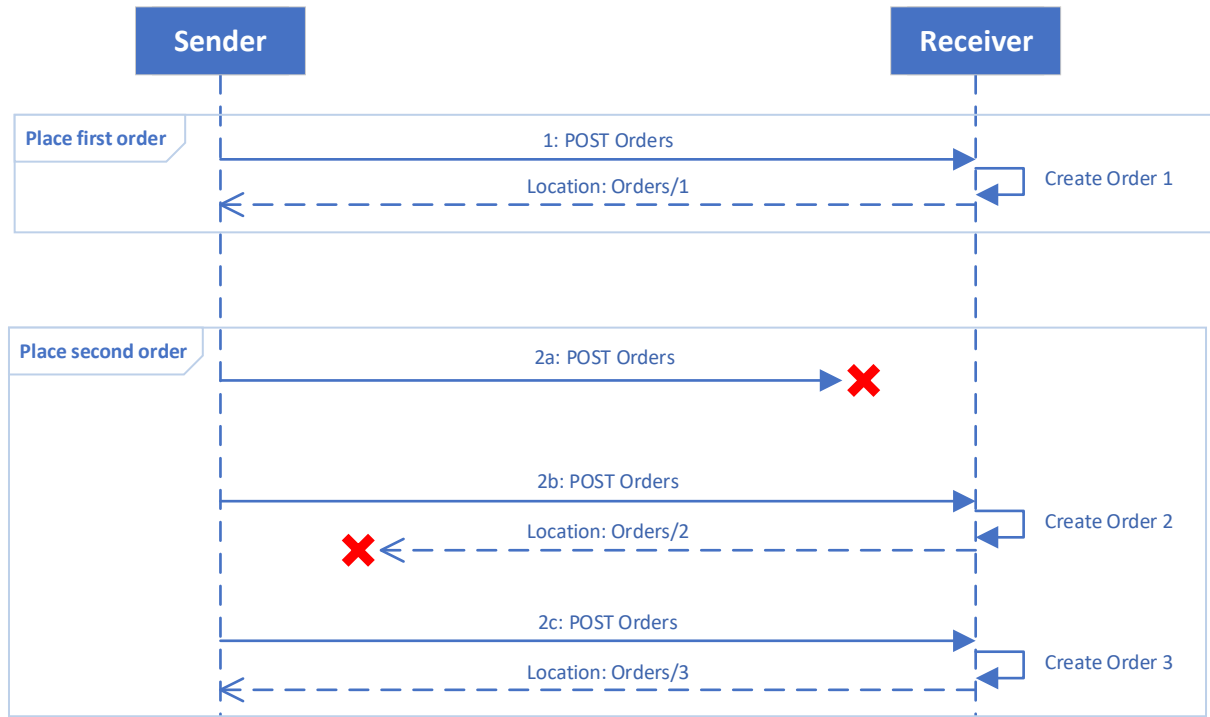 Sender
Receiver
Place first order
1: POST Orders
Create Order 1
Location: Orders/1
Place second order
2a: POST Orders
2b: POST Orders
Create Order 2
Location: Orders/2
2c: POST Orders
Create Order 3
Location: Orders/3